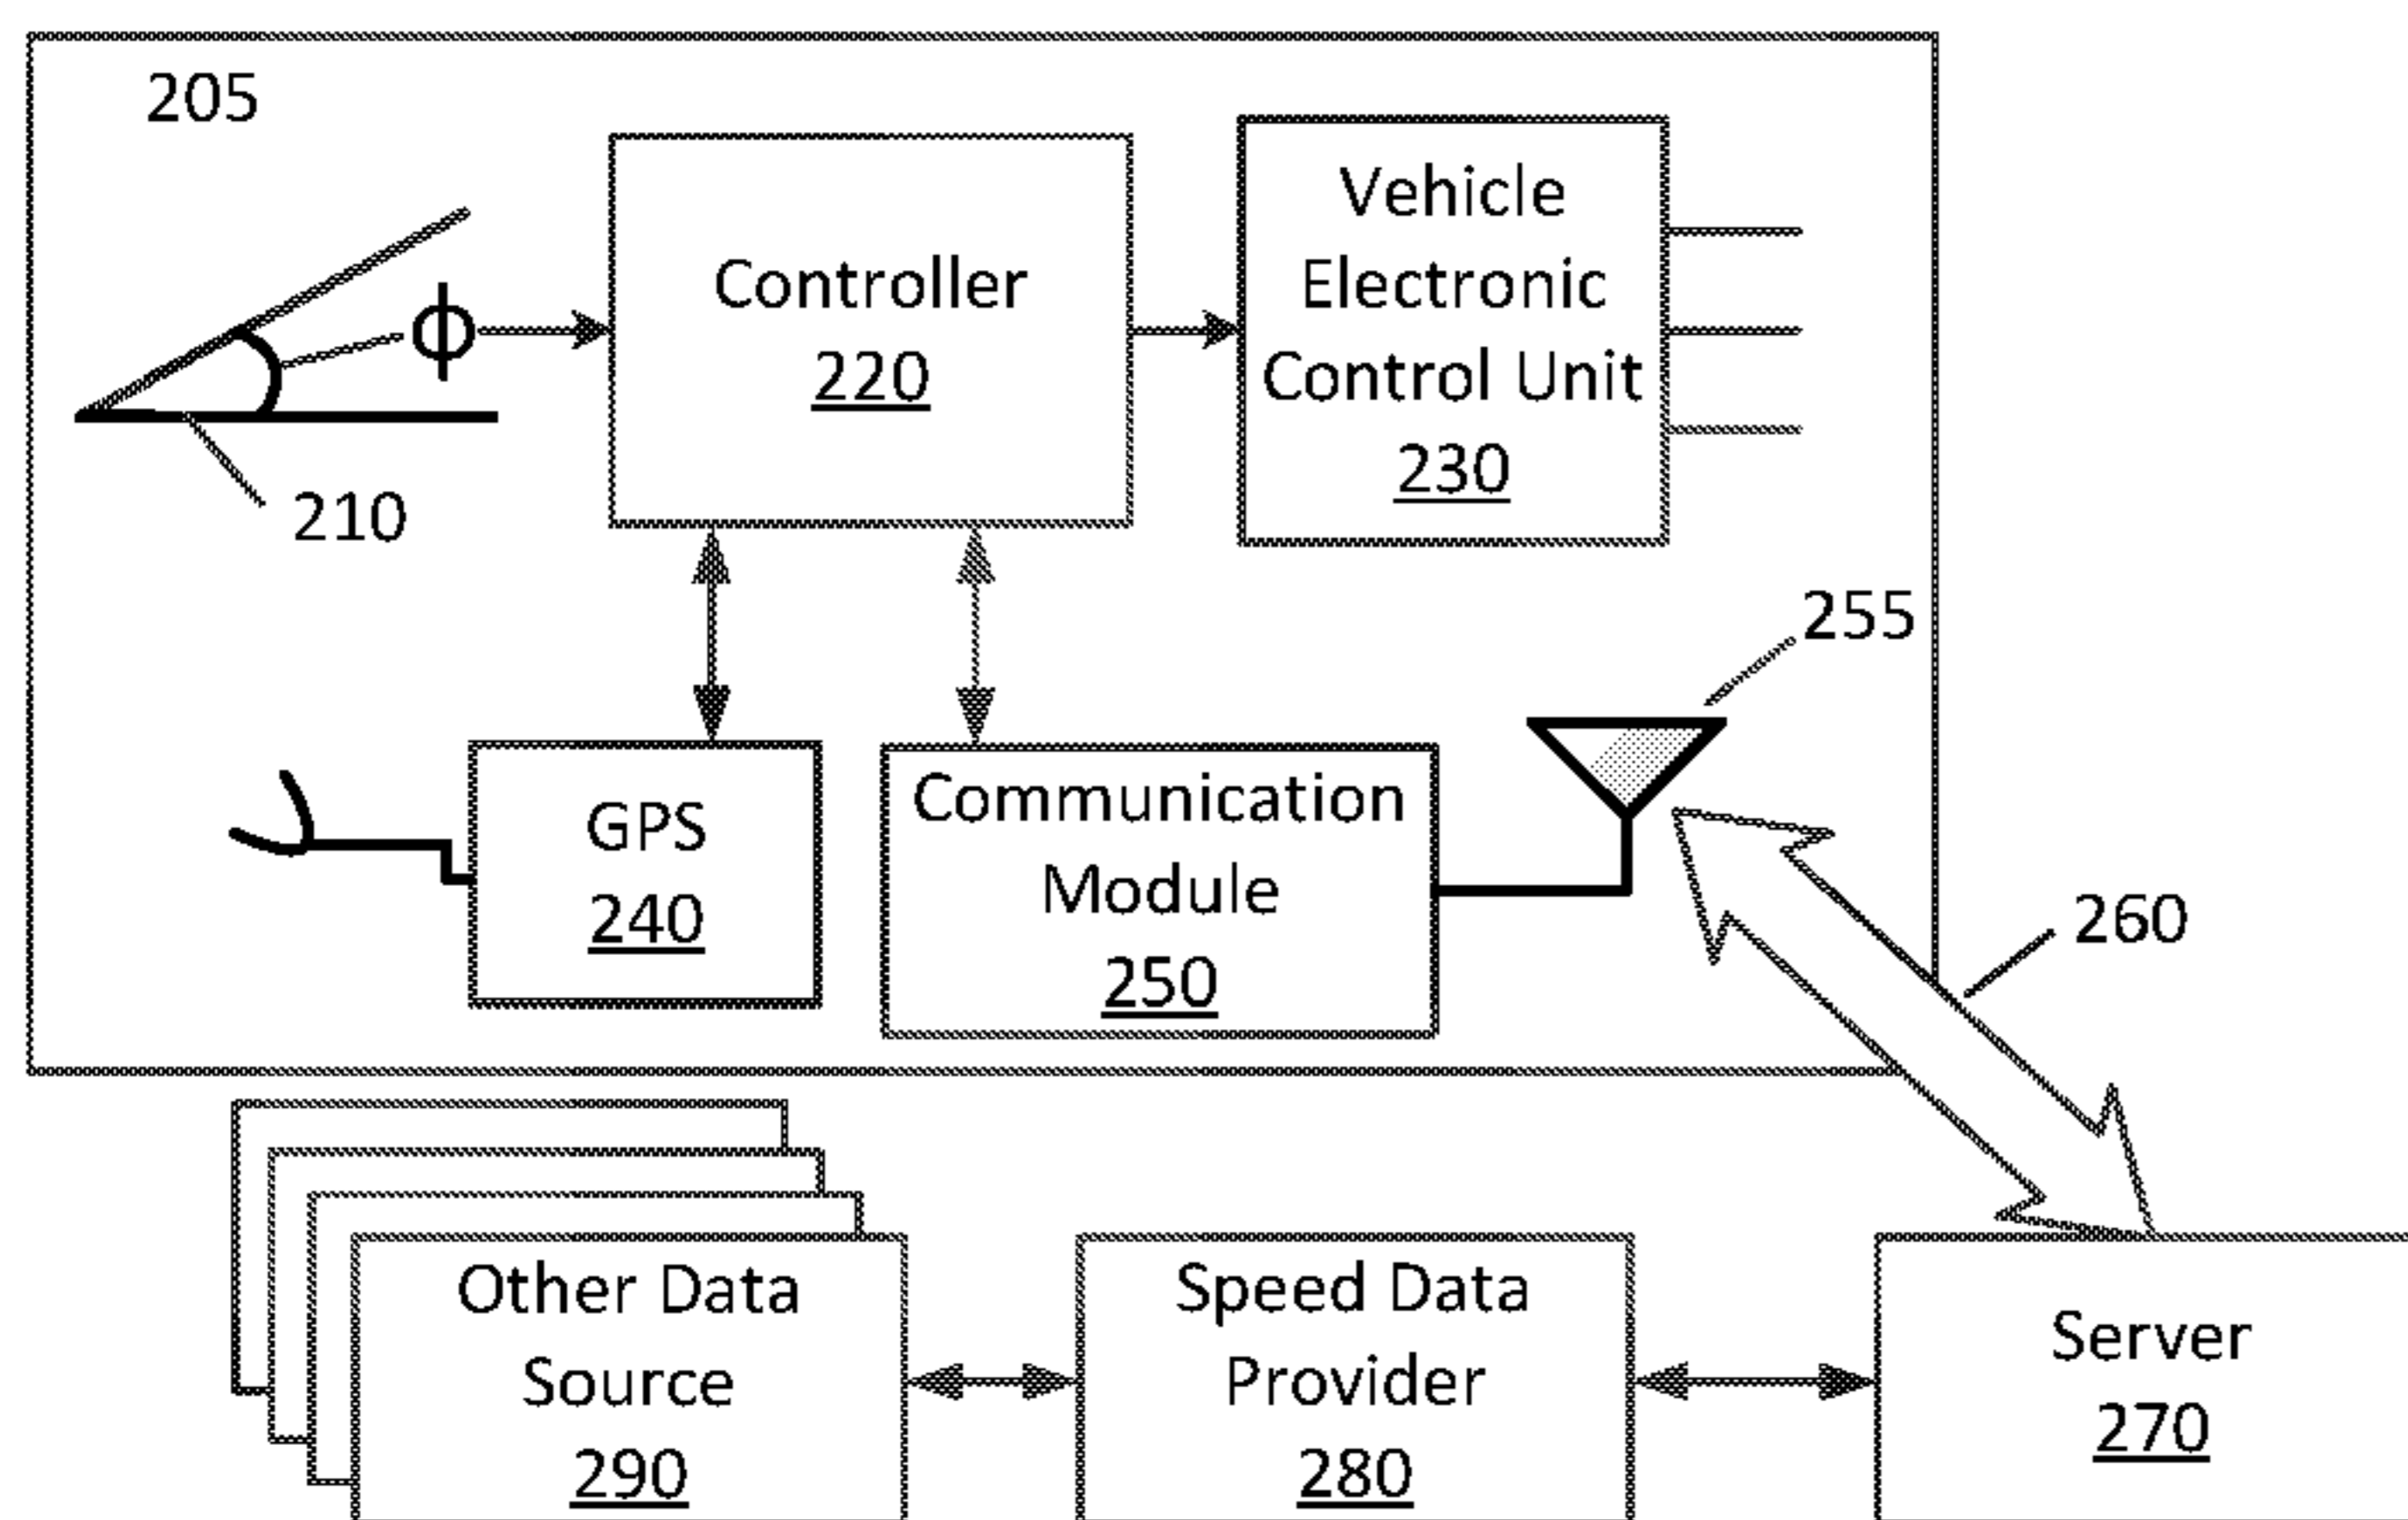 205
Controller
220
Vehicle
Electronic
Control Unit
230
ϕ
210
255
GPS
240
Communication
Module
250
260
Other Data
Source
290
Speed Data
Provider
280
Server
270